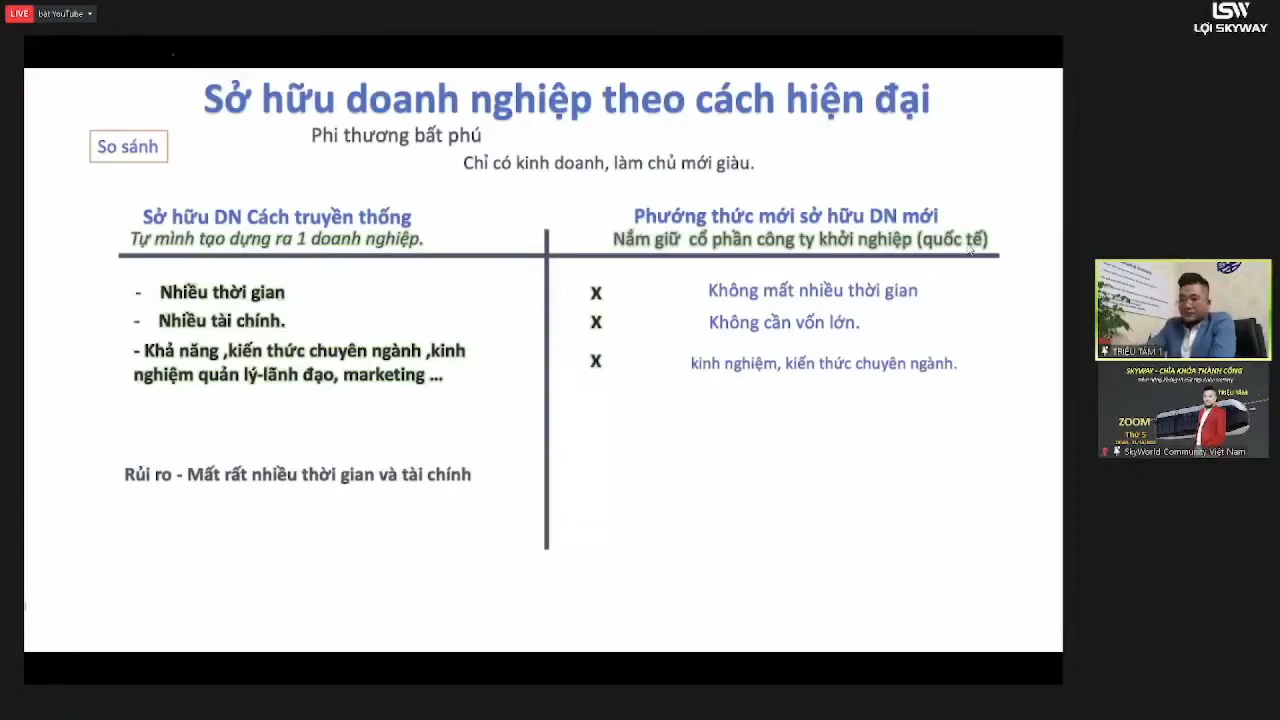 LIVE bật YouTube
LSW
LỢI SKYWAY
Sở hữu doanh nghiệp theo cách hiện đại
Phi thương bất phú
So sánh
Chỉ có kinh doanh, làm chủ mới giàu.
Sở hữu DN Cách truyền thống
Tự mình tạo dựng ra 1 doanh nghiệp.
Phướng thức mới sở hữu DN mới
Nắm giữ cổ phần công ty khởi nghiệp (quốc tế)
- Nhiều thời gian
X Không mất nhiều thời gian
- Nhiều tài chính.
X Không cần vốn lớn.
- Khả năng ,kiến thức chuyên ngành ,kinh
nghiệm quản lý-lãnh đạo, marketing ...
X kinh nghiệm, kiến thức chuyên ngành.
Rủi ro - Mất rất nhiều thời gian và tài chính
TRIỆU TÁM 1
SKYWAY - CHÌA KHÓA THÀNH CÔNG
TRIỆU TÁM
ZOOM
Thứ 5
SkyWorld Community Việt Nam